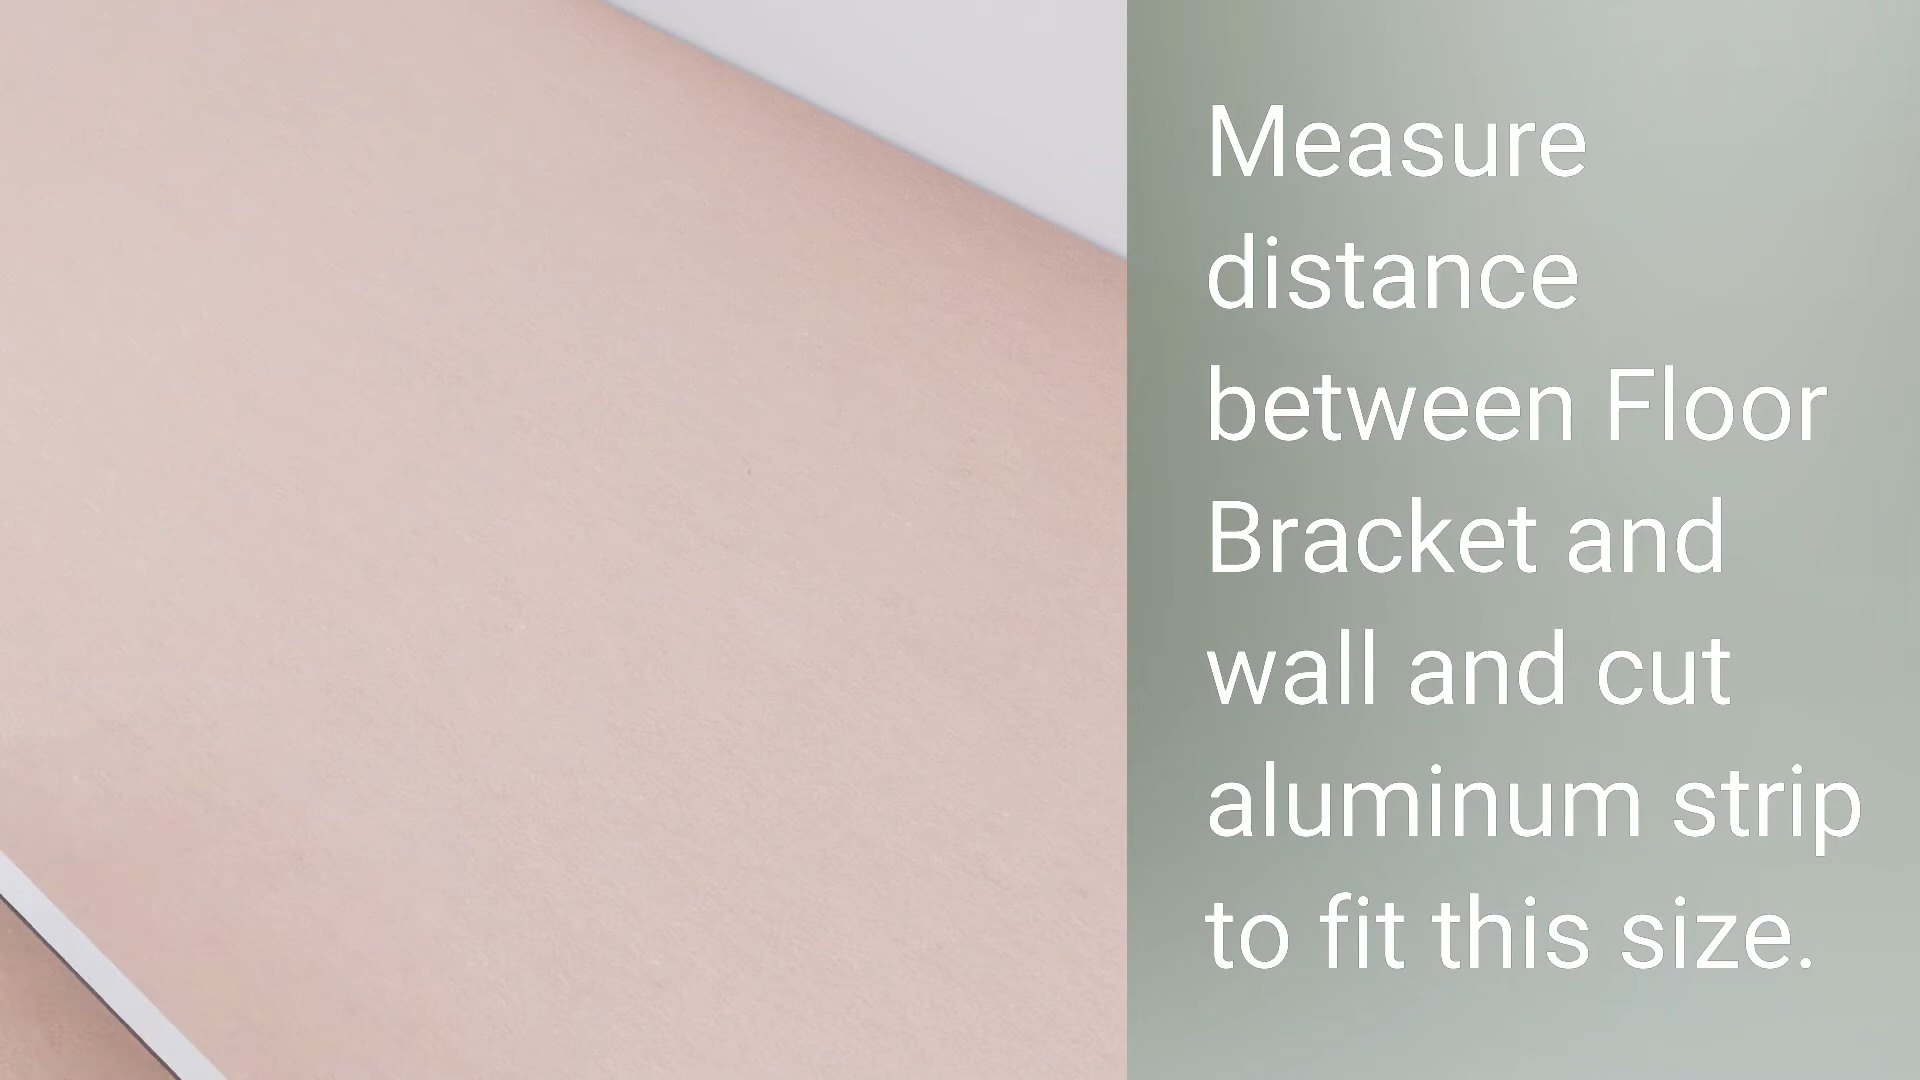 Measure
distance
between Floor
Bracket and
wall and cut
aluminum strip
to fit this size.